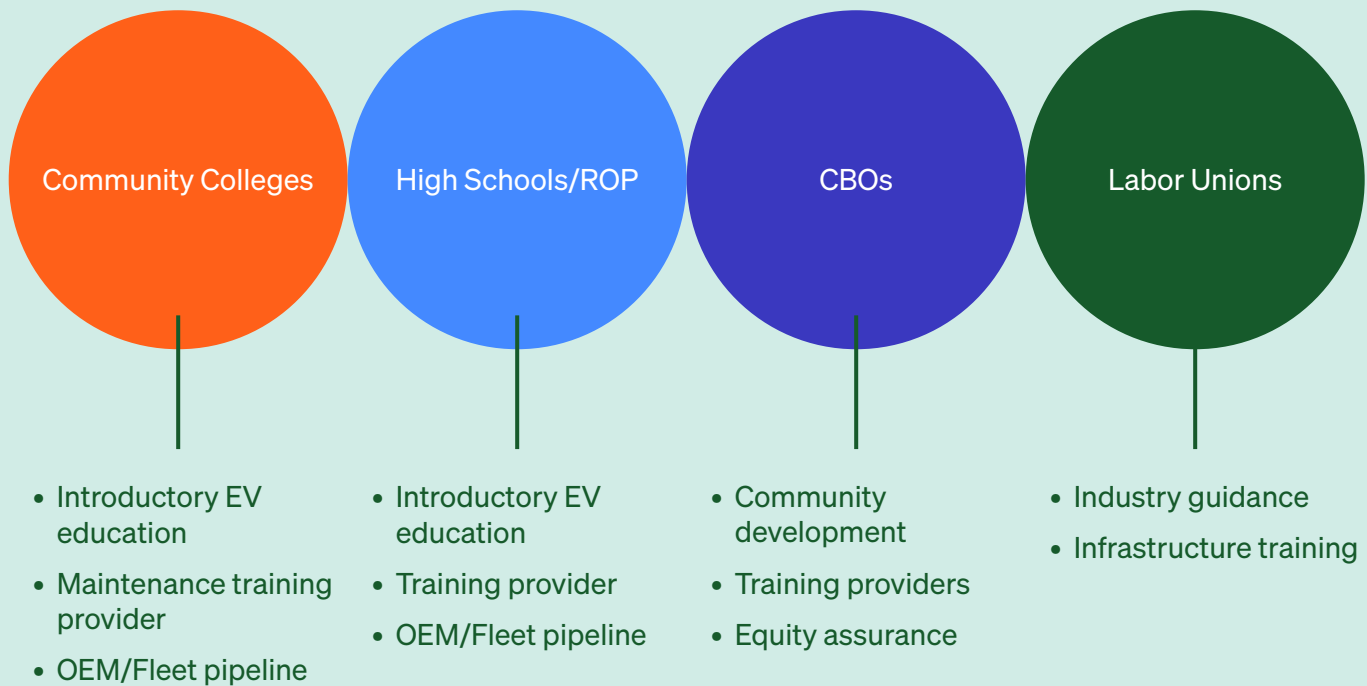 Community Colleges
High Schools/ROP
CBOs
Labor Unions
• Introductory EV
education
• Maintenance training
provider
• OEM/Fleet pipeline
• Introductory EV
education
• Training provider
• OEM/Fleet pipeline
• Community
development
• Training providers
• Equity assurance
• Industry guidance
• Infrastructure training